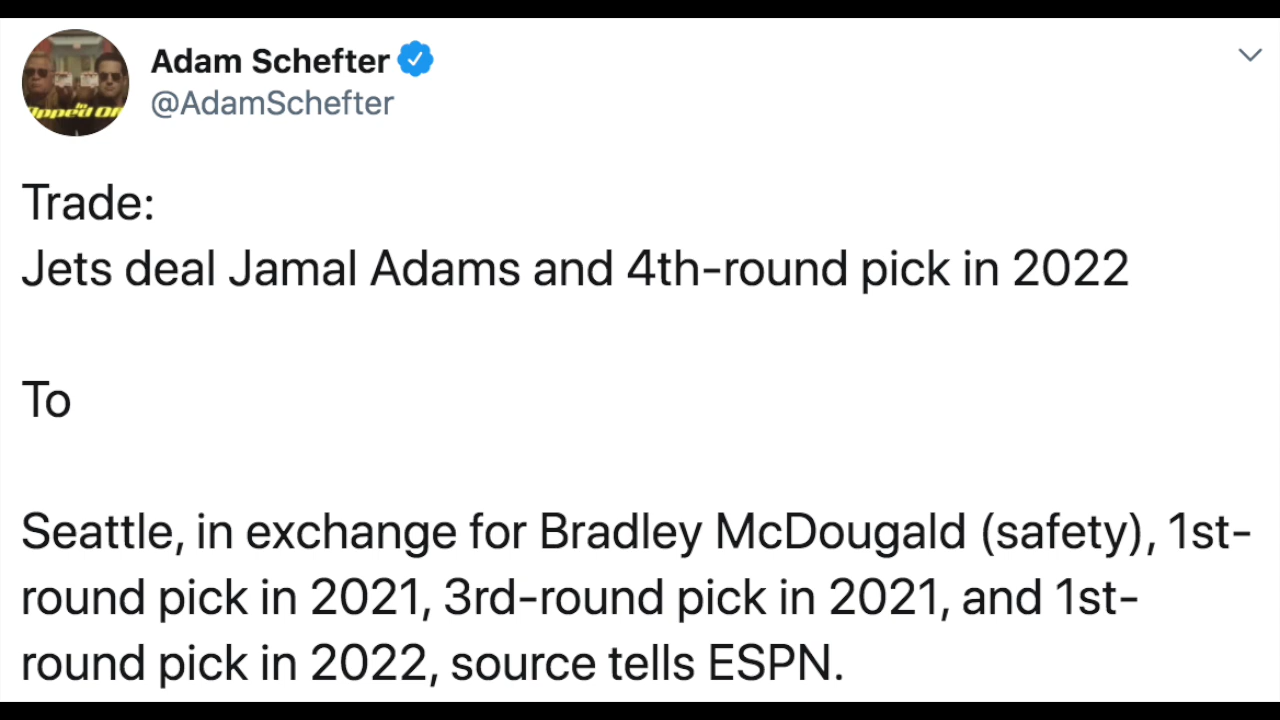 Adam Schefter
@AdamSchefter
Trade:
Jets deal Jamal Adams and 4th-round pick in 2022
To
Seattle, in exchange for Bradley McDougald (safety), 1st-
round pick in 2021, 3rd-round pick in 2021, and 1st-
round pick in 2022, source tells ESPN.